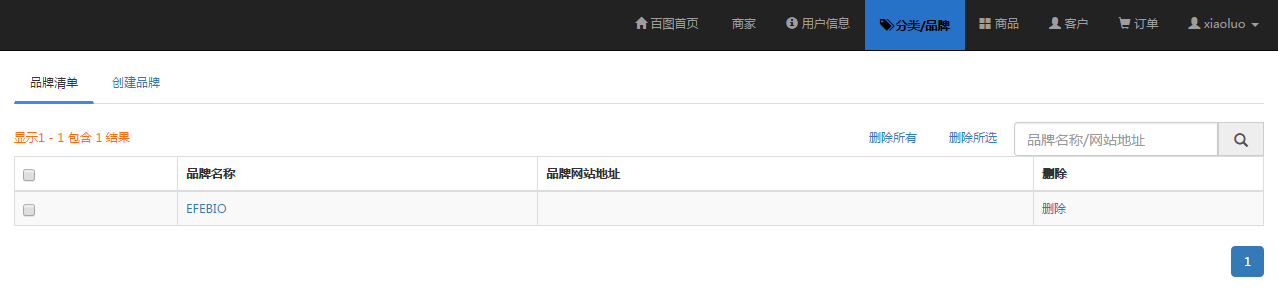 百图首页 商家 用户信息 分类/品牌 商品 客户 订单 xiaoluo
品牌清单 创建品牌
显示1 - 1 包含 1 结果 删除所有 删除所选 品牌名称/网站地址
品牌名称 品牌网站地址 删除
EFEBIO 删除
1